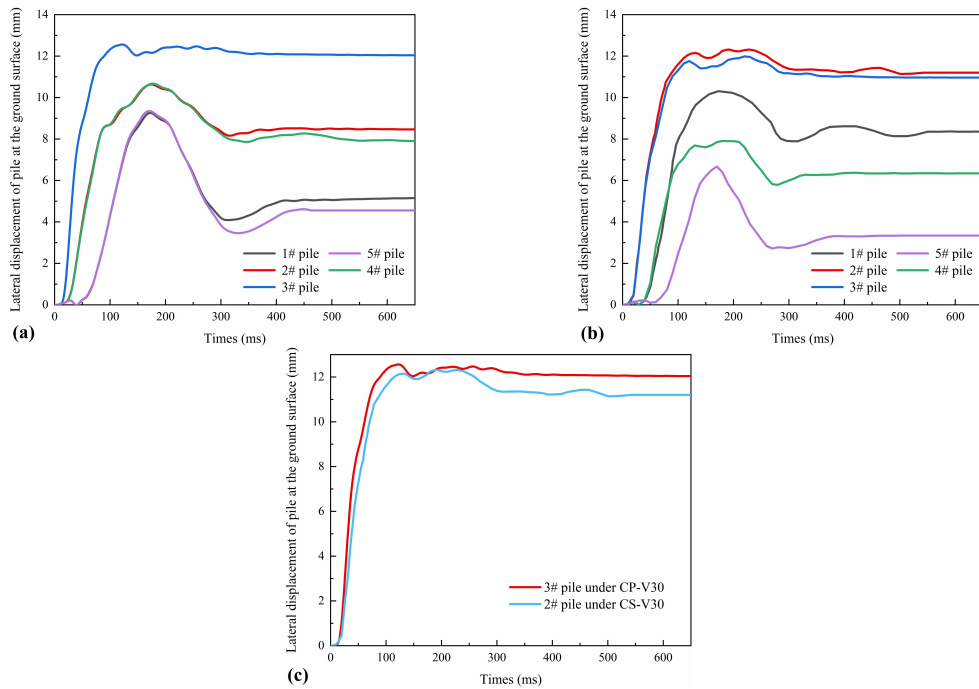 Lateral displacement of pile at the ground surface (mm)
14
12
10
8
6
4
2
0
1# pile
5# pile
2# pile
4# pile
3# pile
0
100
200
300
400
500
600
Times (ms)
(a)
Lateral displacement of pile at the ground surface (mm)
14
12
10
8
6
4
2
0
1# pile
5# pile
2# pile
4# pile
3# pile
0
100
200
300
400
500
600
Times (ms)
(b)
Lateral displacement of pile at the ground surface (mm)
12
10
8
6
4
2
0
3# pile under CP-V30
2# pile under CS-V30
0
100
200
300
400
500
600
Times (ms)
(c)